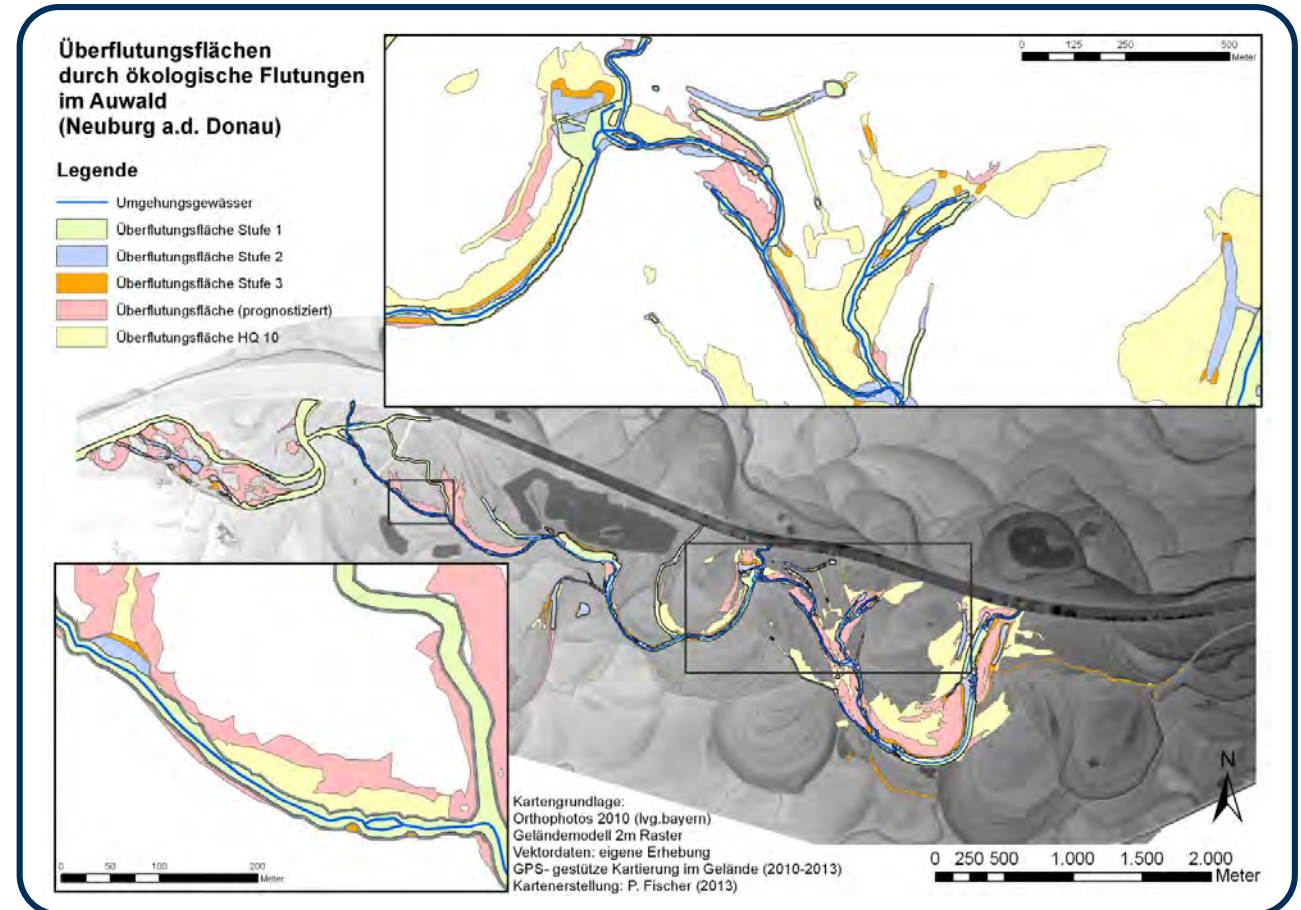 Überflutungsflächen
durch ökologische Flutungen
im Auwald
(Neuburg a.d. Donau)
Legende
Umgehungsgewässer
Überflutungsfläche Stufe 1
Überflutungsfläche Stufe 2
Überflutungsfläche Stufe 3
Überflutungsfläche (prognostiziert)
Überflutungsfläche HQ 10
0 125 250 500
Meter
0 50 100 200
Meter
Kartengrundlage:
Orthophotos 2010 (lvg.bayern)
Geländemodell 2m Raster
Vektordaten: eigene Erhebung
GPS- gestütze Kartierung im Gelände (2010-2013)
Kartenerstellung: P. Fischer (2013)
N
0 250 500 1.000 1.500 2.000
Meter